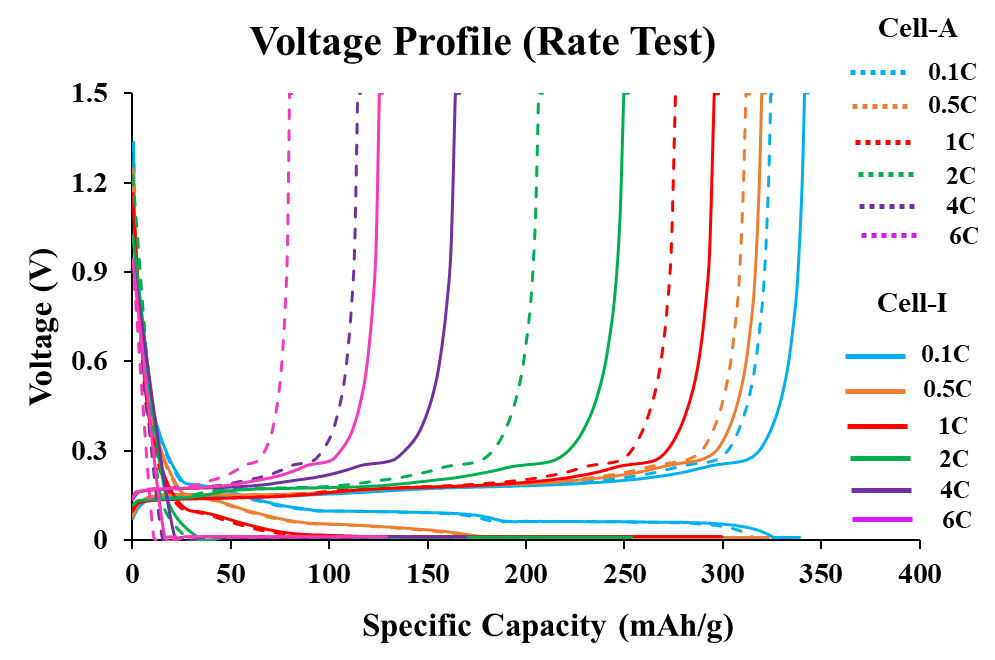 Voltage Profile (Rate Test)
Cell-A
0.1C
0.5C
1C
2C
4C
6C
Cell-I
0.1C
0.5C
1C
2C
4C
6C
Voltage (V)
1.5
1.2
0.9
0.6
0.3
0
0 50 100 150 200 250 300 350 400
Specific Capacity (mAh/g)